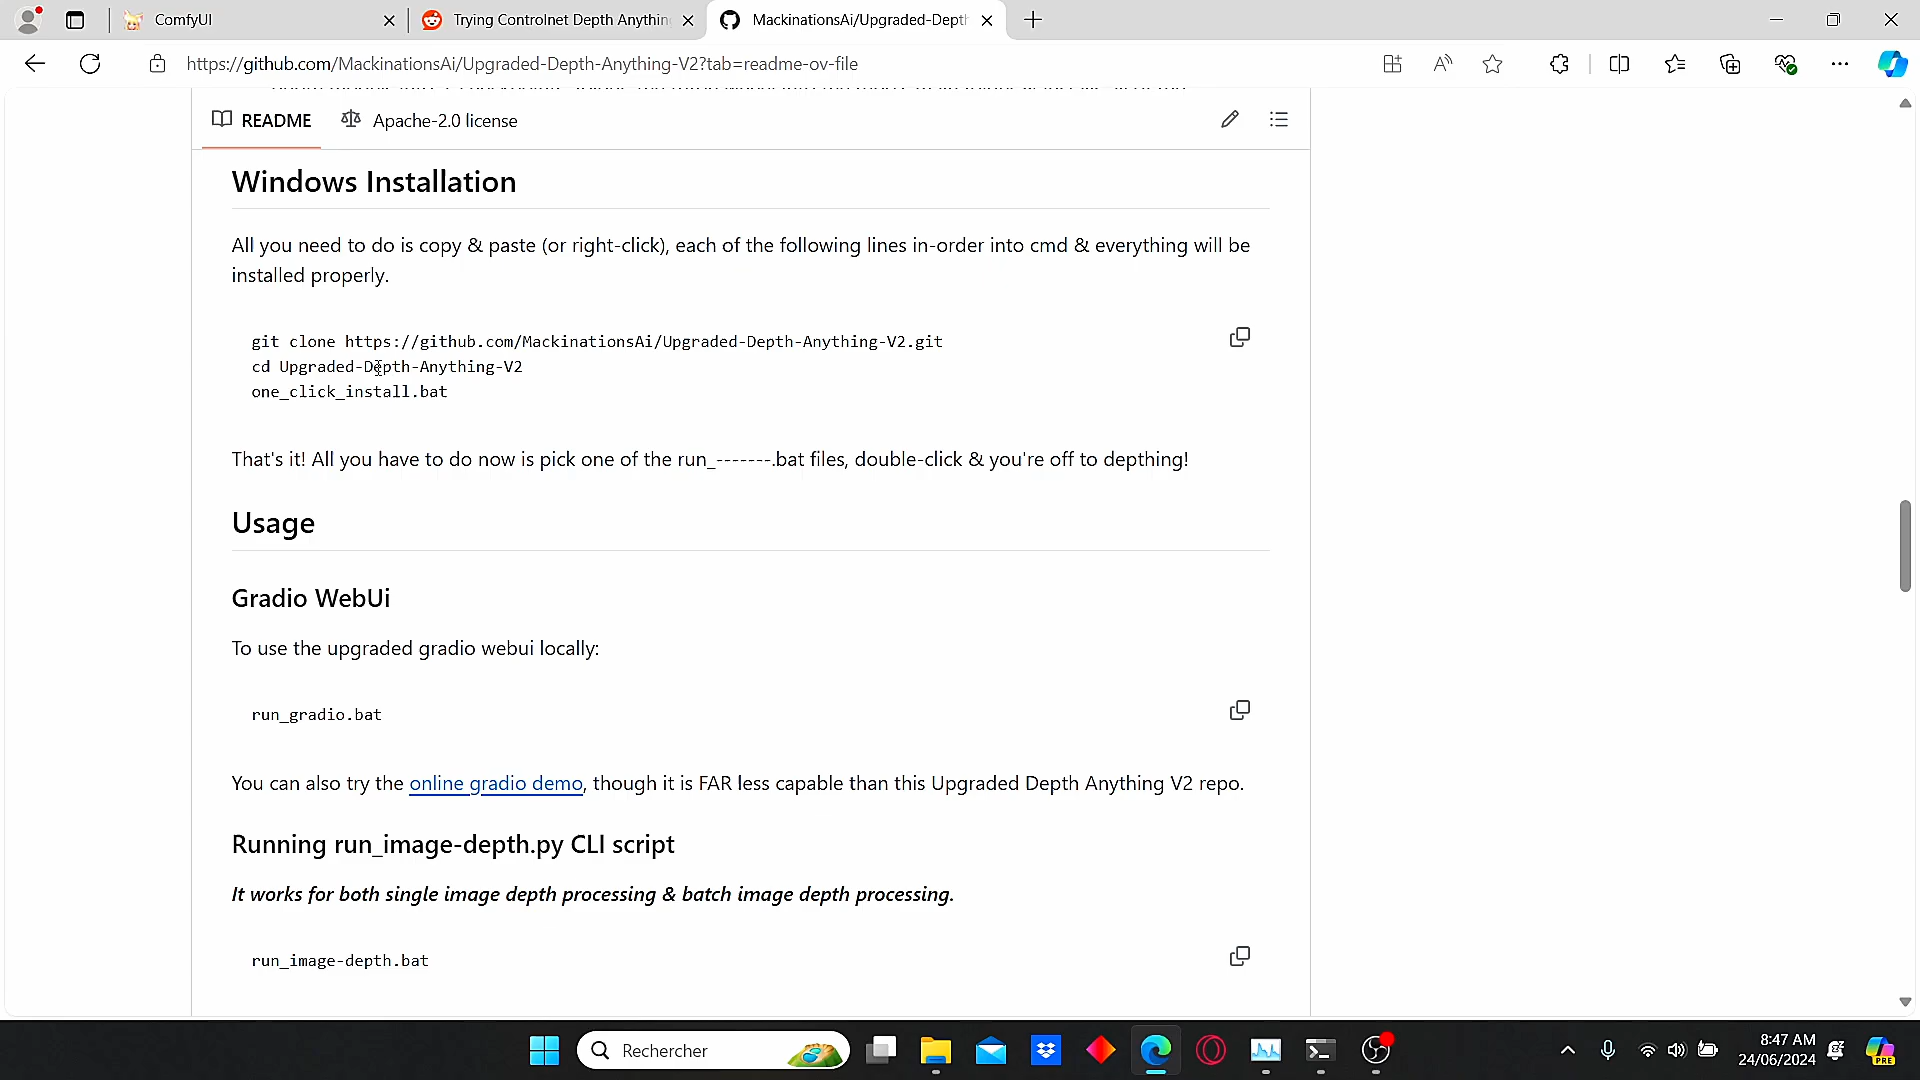 ComfyUI
Trying Controlnet Depth Anythin
MackinationsAi/Upgraded-Depth
https://github.com/MackinationsAi/Upgraded-Depth-Anything-V2?tab=readme-ov-file
README
Apache-2.0 license
Windows Installation
All you need to do is copy & paste (or right-click), each of the following lines in-order into cmd & everything will be
installed properly.
git clone https://github.com/MackinationsAi/Upgraded-Depth-Anything-V2.git
cd Upgraded-Depth-Anything-V2
one_click_install.bat
That's it! All you have to do now is pick one of the run_-------.bat files, double-click & you're off to depthing!
Usage
Gradio WebUi
To use the upgraded gradio webui locally:
run_gradio.bat
You can also try the online gradio demo, though it is FAR less capable than this Upgraded Depth Anything V2 repo.
Running run_image-depth.py CLI script
It works for both single image depth processing & batch image depth processing.
run_image-depth.bat
Rechercher
8:47 AM
24/06/2024
PRE